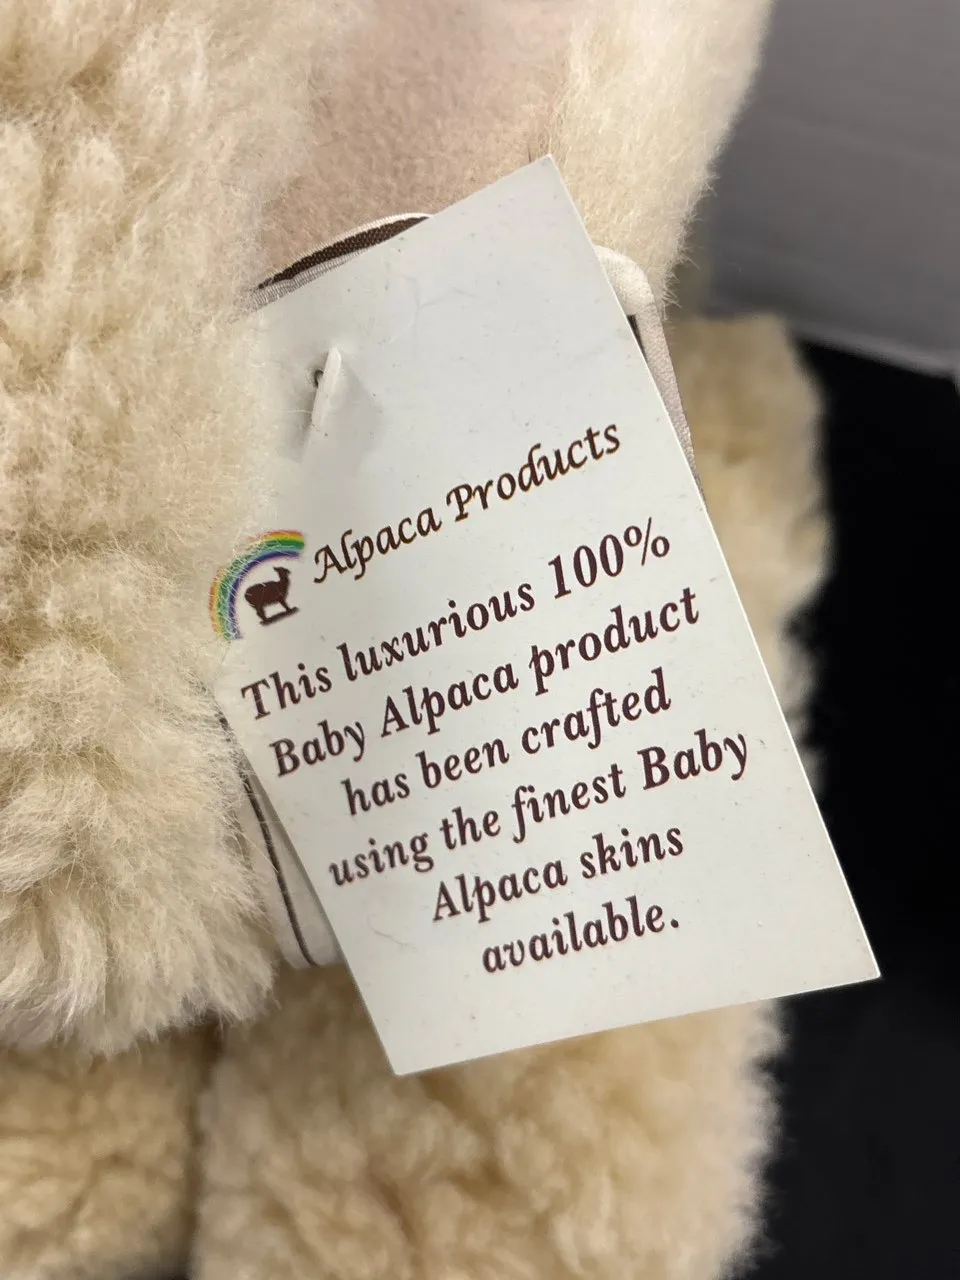 Alpaca Products
This luxurious 100%
Baby Alpaca product
has been crafted
using the finest Baby
Alpaca skins
available.